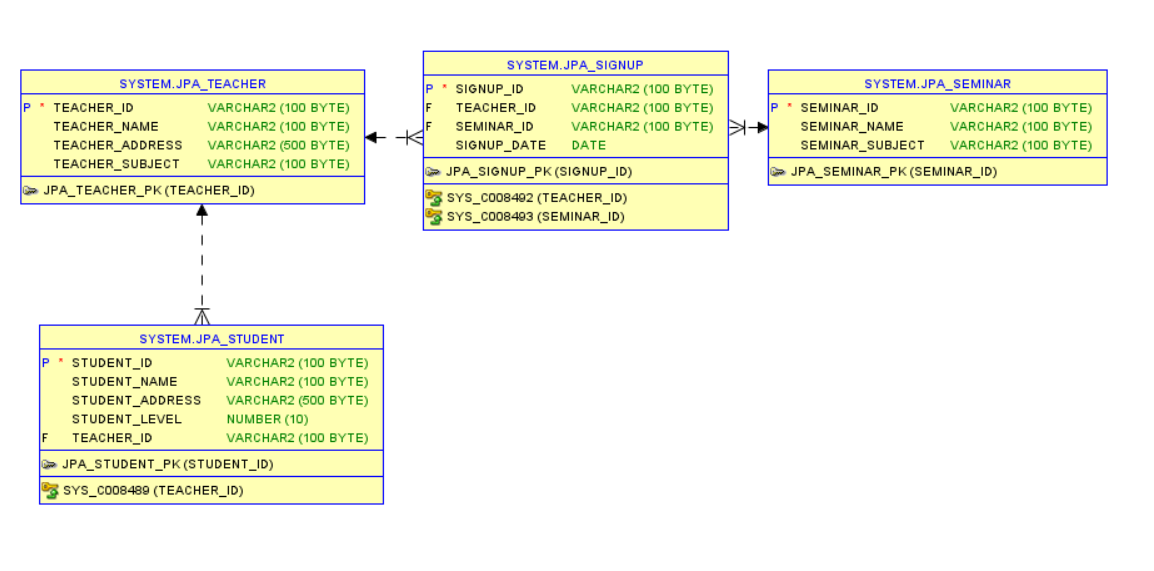 SYSTEM.JPA_TEACHER
P * TEACHER_ID VARCHAR2 (100 BYTE)
TEACHER_NAME VARCHAR2 (100 BYTE)
TEACHER_ADDRESS VARCHAR2 (500 BYTE)
TEACHER_SUBJECT VARCHAR2 (100 BYTE)
JPA_TEACHER_PK (TEACHER_ID)
SYSTEM.JPA_SIGNUP
P * SIGNUP_ID VARCHAR2 (100 BYTE)
F TEACHER_ID VARCHAR2 (100 BYTE)
F SEMINAR_ID VARCHAR2 (100 BYTE)
SIGNUP_DATE DATE
JPA_SIGNUP_PK (SIGNUP_ID)
SYS_C008492 (TEACHER_ID)
SYS_C008493 (SEMINAR_ID)
SYSTEM.JPA_SEMINAR
P * SEMINAR_ID VARCHAR2 (100 BYTE)
SEMINAR_NAME VARCHAR2 (100 BYTE)
SEMINAR_SUBJECT VARCHAR2 (100 BYTE)
JPA_SEMINAR_PK (SEMINAR_ID)
SYSTEM.JPA_STUDENT
P * STUDENT_ID VARCHAR2 (100 BYTE)
STUDENT_NAME VARCHAR2 (100 BYTE)
STUDENT_ADDRESS VARCHAR2 (500 BYTE)
STUDENT_LEVEL NUMBER (10)
F TEACHER_ID VARCHAR2 (100 BYTE)
JPA_STUDENT_PK (STUDENT_ID)
SYS_C008489 (TEACHER_ID)